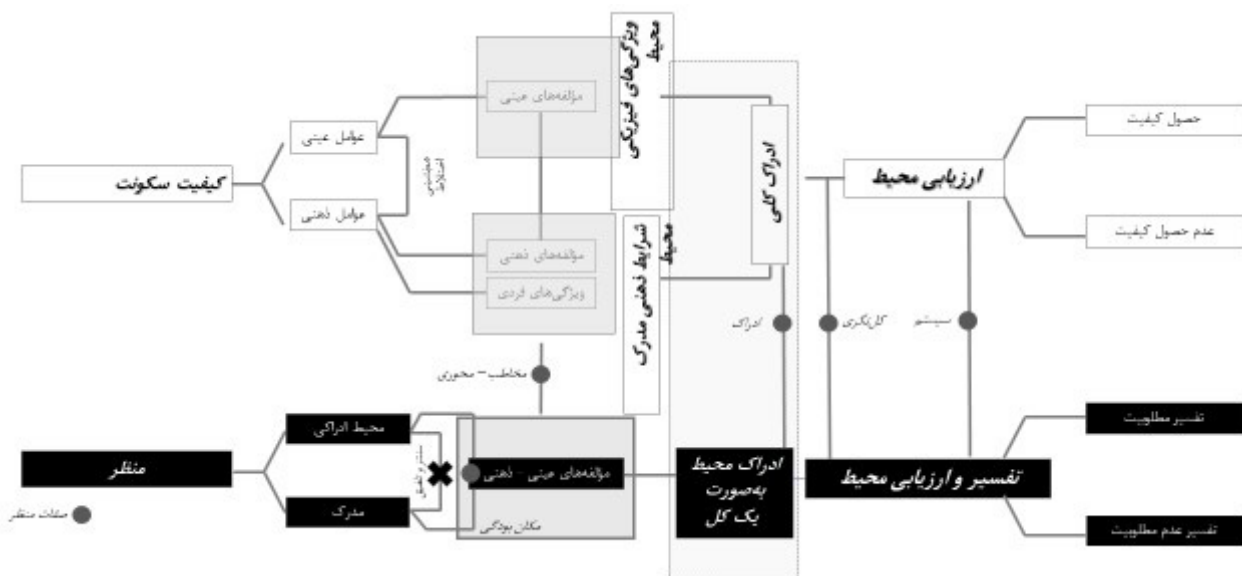 کیفیت سکونت
عوامل عینی
عوامل ذهنی
همنشینی
اختلاط
مؤلفه‌های عینی
مؤلفه‌های ذهنی
ویژگی‌های فردی
ویژگی‌های فیزیکی
محیط
شرایط ذهنی مدرک
محیط
ادراک کلی
ارزیابی محیط
حصول کیفیت
عدم حصول کیفیت
مخاطب – محوری
ادراک
کل‌نگری
سیستم
منظر
محیط ادراکی
مدرک
مؤلفه‌های عینی – ذهنی
مکان بودگی
ادراک محیط
به‌صورت
یک کل
تفسیر و ارزیابی محیط
تفسیر مطلوبیت
تفسیر عدم مطلوبیت
صفات منظر